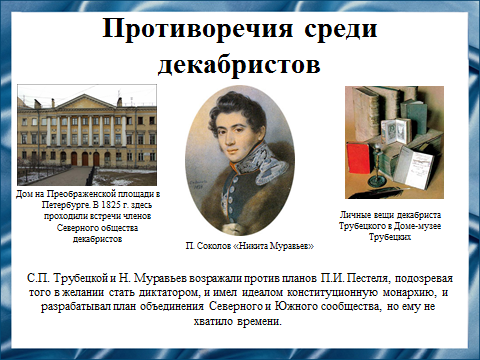 Противоречия среди
декабристов
Дом на Преображенской площади в
Петербурге. В 1825 г. здесь
проходили встречи членов
Северного общества
декабристов
П. Соколов «Никита Муравьев»
Личные вещи декабриста
Трубецкого в Доме-музее
Трубецких
С.П. Трубецкой и Н. Муравьев возражали против планов П.И. Пестеля, подозревая
того в желании стать диктатором, и имел идеалом конституционную монархию, и
разрабатывал план объединения Северного и Южного сообщества, но ему не
хватило времени.